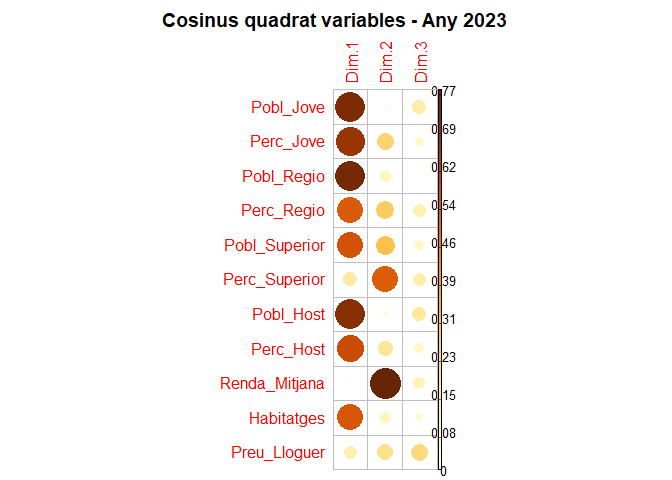 Cosinus quadrat variables - Any 2023
Dim.1 Dim.2 Dim.3
Pobl_Jove
Perc_Jove
Pobl_Regio
Perc_Regio
Pobl_Superior
Perc_Superior
Pobl_Host
Perc_Host
Renda_Mitjana
Habitatges
Preu_Lloguer
0.77
0.69
0.62
0.54
0.46
0.39
0.31
0.23
0.15
0.08
0